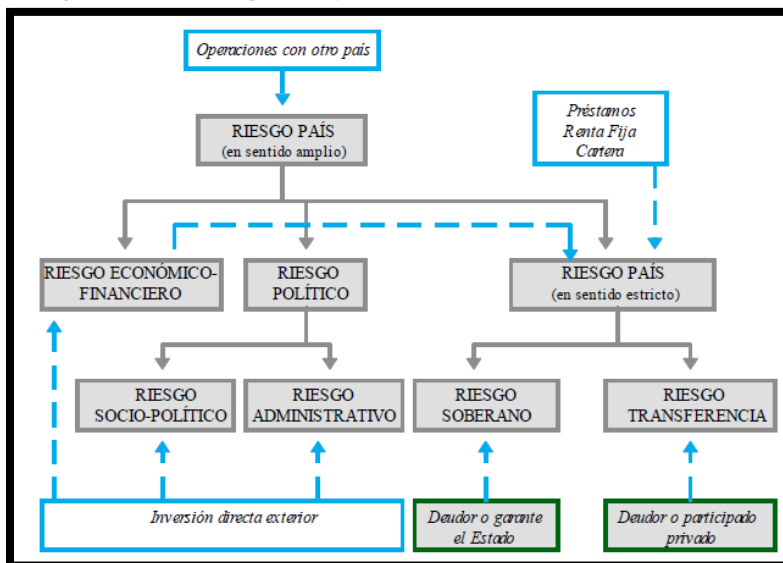 Operaciones con otro país
RIESGO PAÍS
(en sentido amplio)
Préstamos
Renta Fija
Cartera
RIESGO ECONÓMICO-
FINANCIERO
RIESGO
POLÍTICO
RIESGO PAÍS
(en sentido estricto)
RIESGO
SOCIO-POLÍTICO
RIESGO
ADMINISTRATIVO
RIESGO
SOBERANO
RIESGO
TRANSFERENCIA
Inversión directa exterior
Deudor o garante
el Estado
Deudor o participado
privado